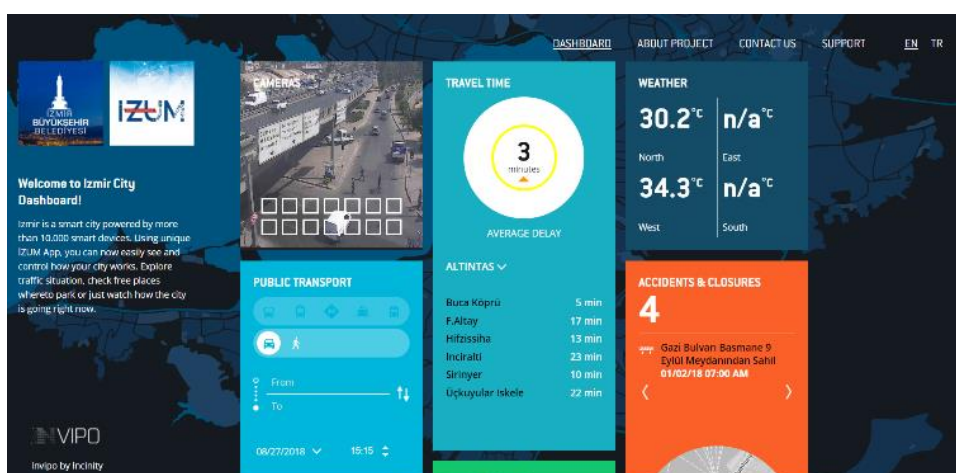 DASHBOARD ABOUT PROJECT CONTACT US SUPPORT EN TR
İZMİR
BÜYÜKŞEHİR
BELEDİYESİ
IZUM
Welcome to Izmir City
Dashboard!
Izmir is a smart city powered by more
than 10.000 smart devices. Using unique
IZUM App, you can now easily see and
control how your city works. Explore
traffic situation, check free places
whereto park or just watch how the city
is going right now.
INVIPO
Invipo by Incinity
CAMERAS
PUBLIC TRANSPORT
From
To
08/27/2018 15:15
TRAVEL TIME
3
minutes
AVERAGE DELAY
ALTINTAS
Buca Köprü 5 min
F.Altay 17 min
Hifzissiha 13 min
Inciralti 23 min
Sirinyer 10 min
Üçkuyular Iskele 22 min
WEATHER
30.2°C n/a°C
North East
34.3°C n/a°C
West South
ACCIDENTS & CLOSURES
4
Gazi Bulvarı Basmane 9
Eylül Meydanından Sahil
01/02/18 07:00 AM